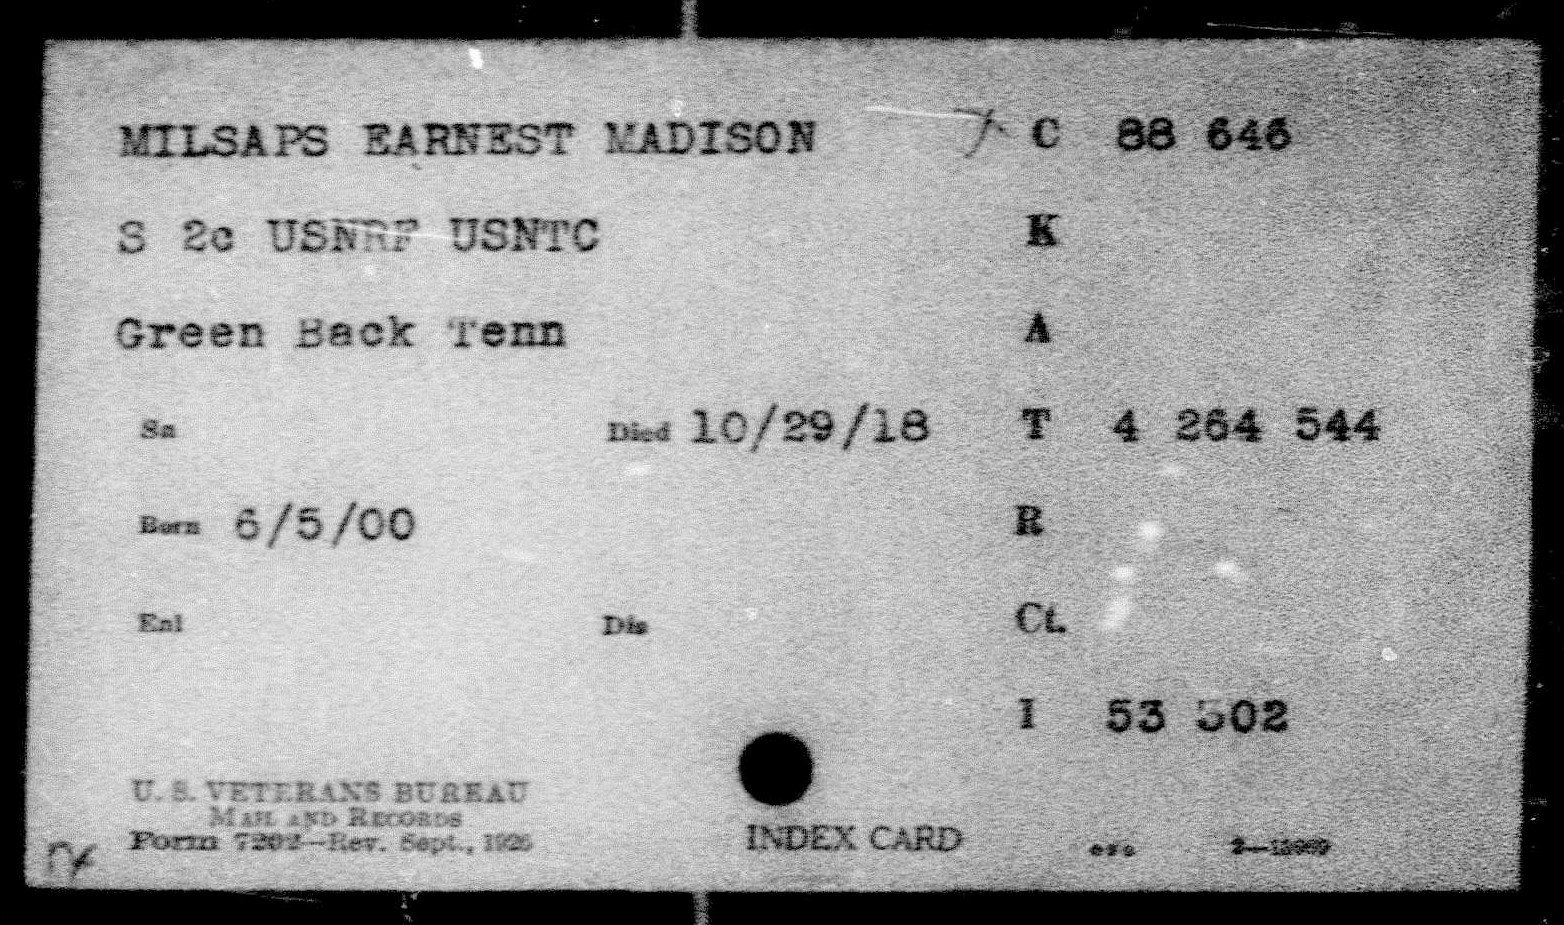 MILSAPS EARNEST MADISON C 88 646
S 2c USNRF USNTC K
Green Back Tenn A
Sn Died 10/29/18 T 4 264 544
Born 6/5/00 R
Enl Dis Ct.
I 53 502
U. S. VETERANS BUREAU
MAIL AND RECORDS
Form 7202—Rev. Sept., 1926
INDEX CARD